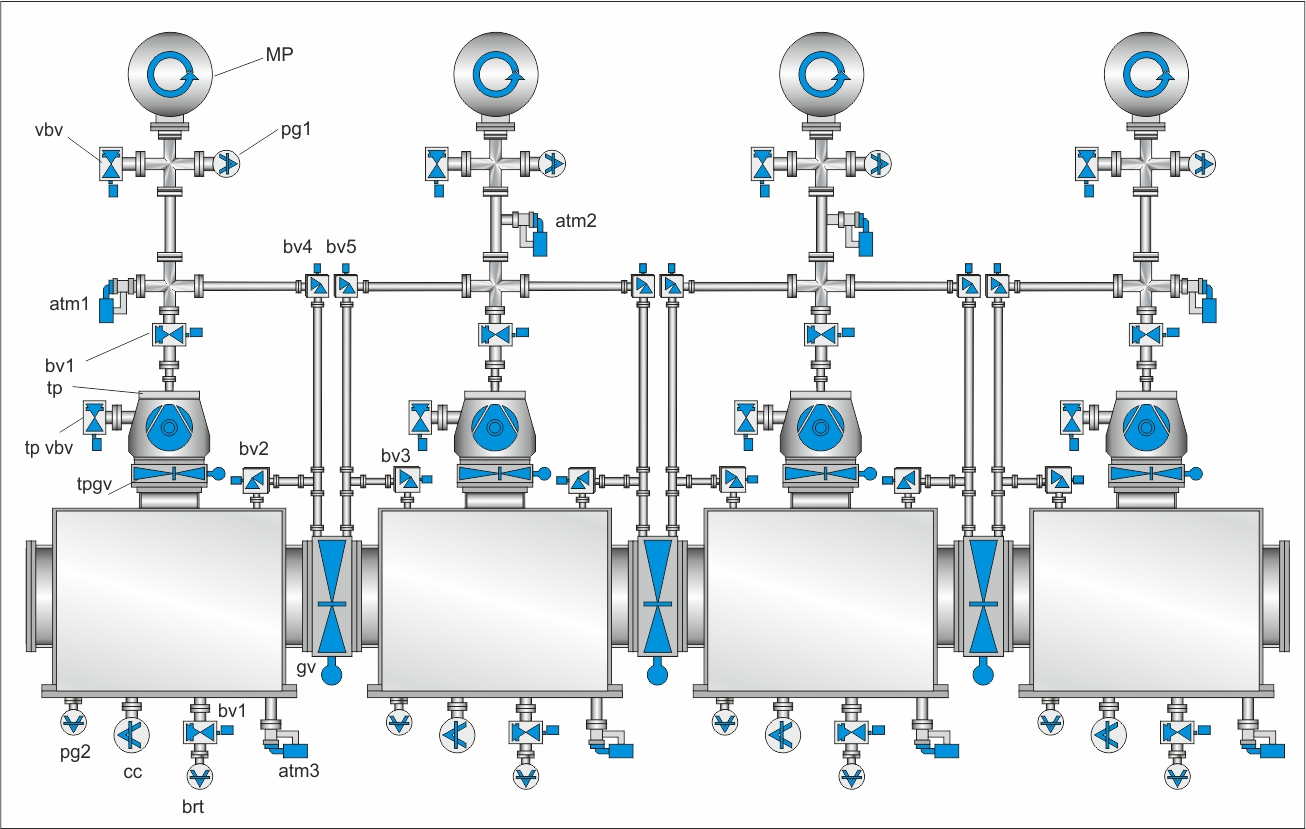 MP
vbv
pg1
atm2
bv4
bv5
atm1
bv1
tp
tp vbv
bv2
bv3
tpgv
gv
bv1
pg2
cc
atm3
brt